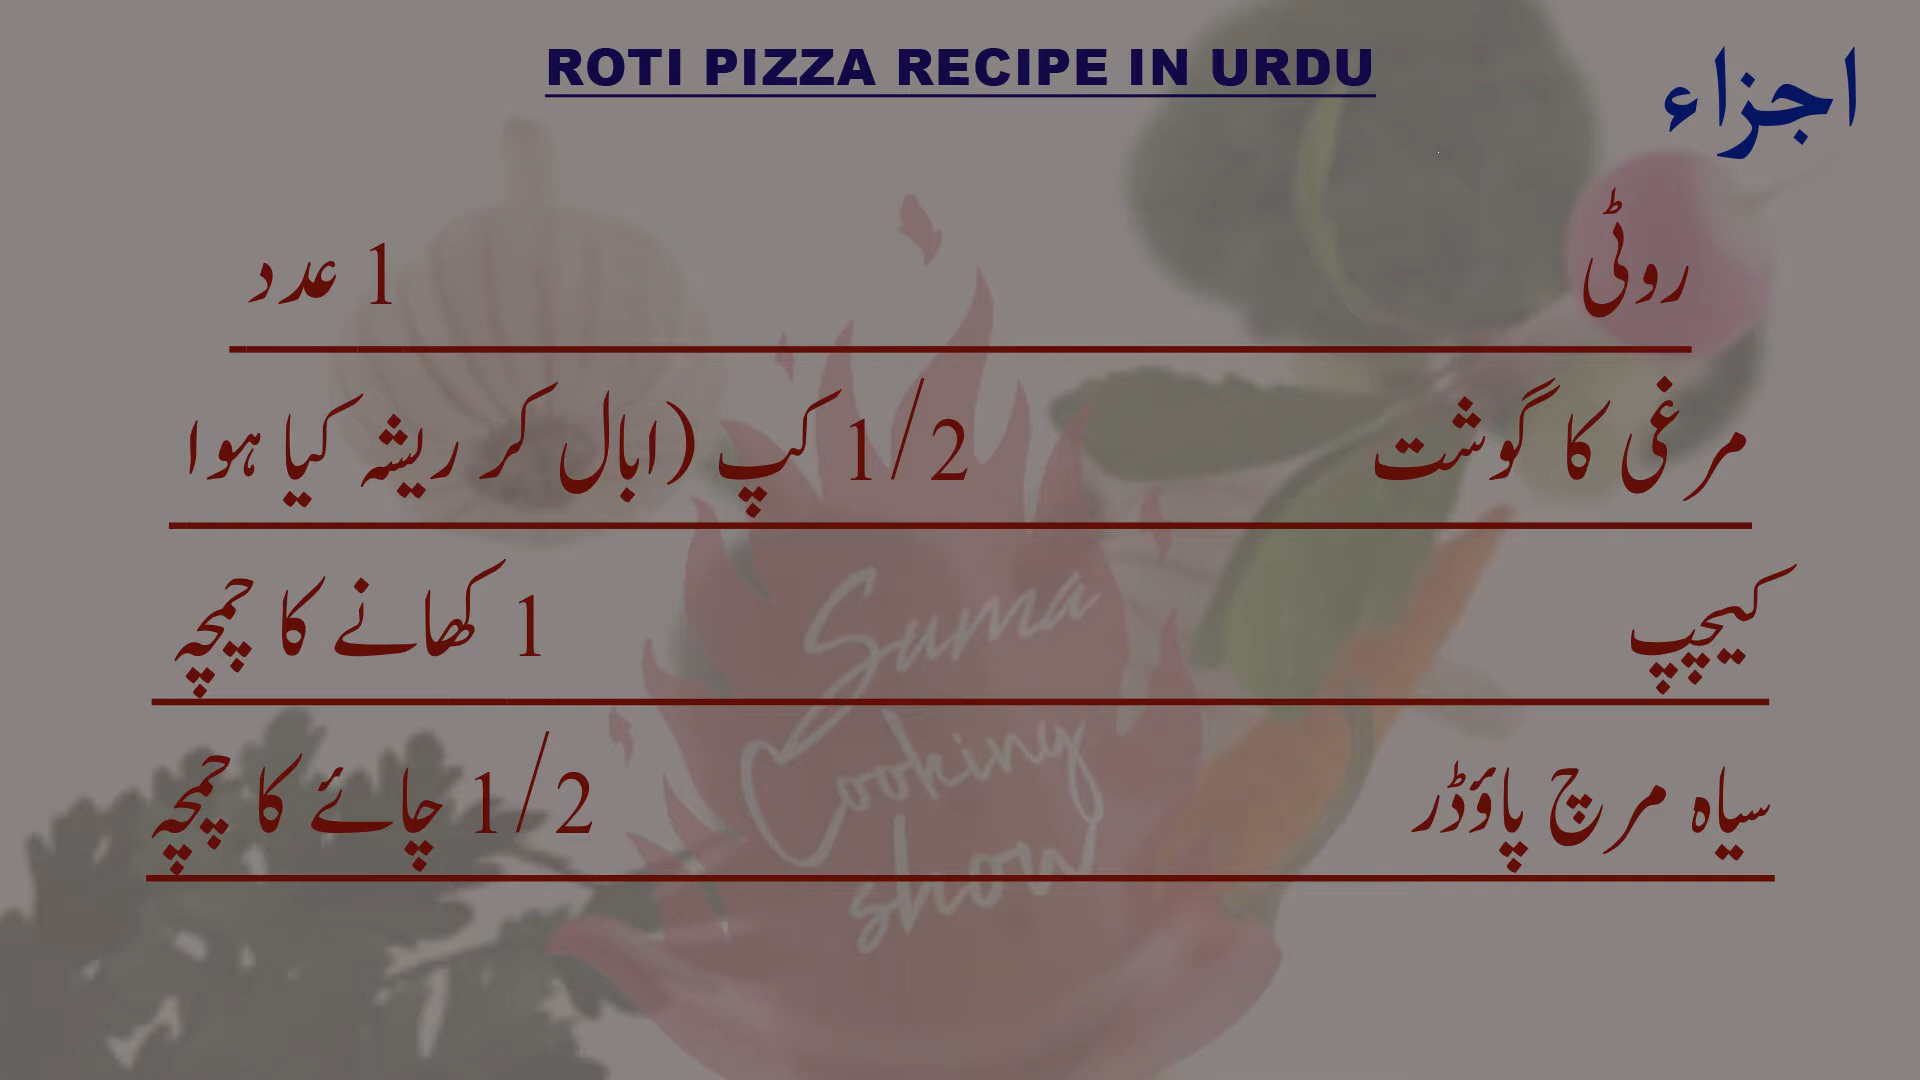 ROTI PIZZA RECIPE IN URDU
اجزاء
روٹی 1 عدد
مرغی کا گوشت 1/2 کپ (ابال کر ریشہ کیا ہوا
کیچپ 1 کھانے کا چمچہ
سیاہ مرچ پاؤڈر 1/2 چائے کا چمچہ
Suma
Cooking
show